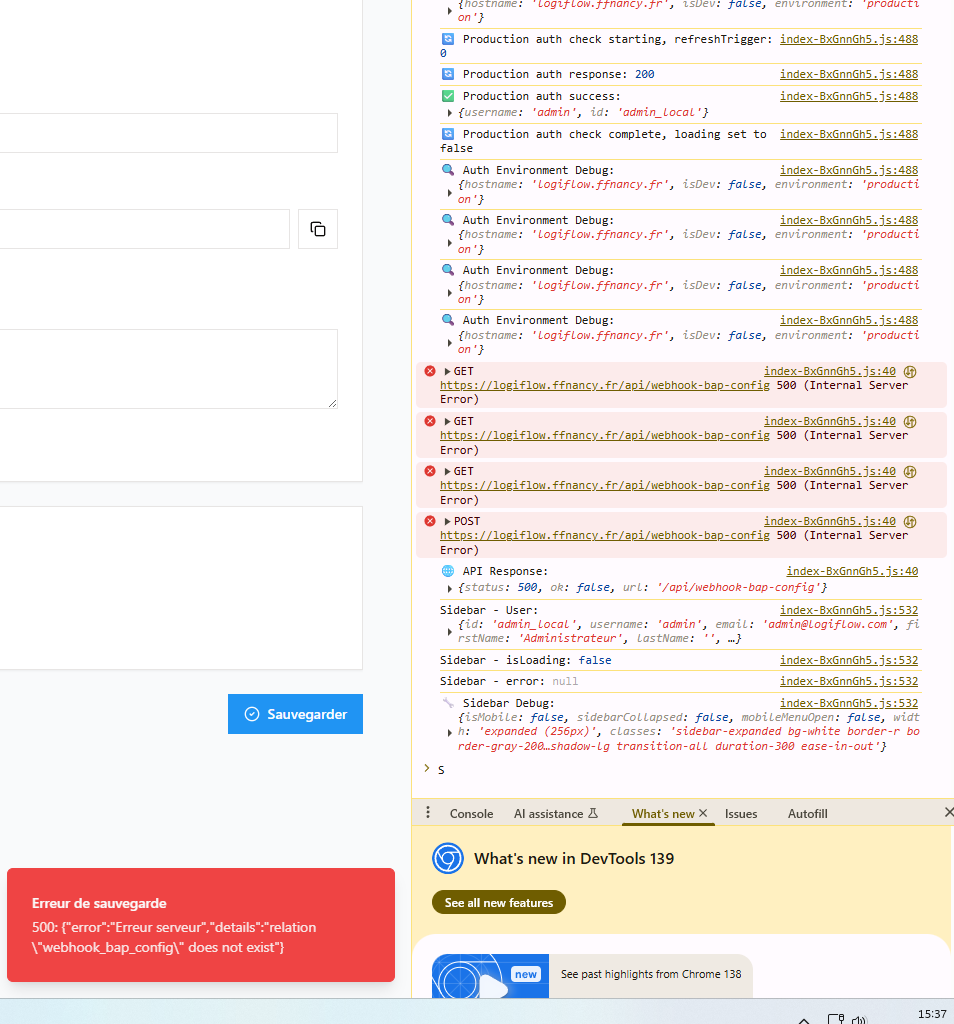 {hostname: 'logiflow.ffnancy.fr', isDev: false, environment: 'producti
on'}
Production auth check starting, refreshTrigger: index-BxGnnGh5.js:488
0
Production auth response: 200 index-BxGnnGh5.js:488
Production auth success: index-BxGnnGh5.js:488
{username: 'admin', id: 'admin_local'}
Production auth check complete, loading set to index-BxGnnGh5.js:488
false
Auth Environment Debug: index-BxGnnGh5.js:488
{hostname: 'logiflow.ffnancy.fr', isDev: false, environment: 'producti
on'}
Auth Environment Debug: index-BxGnnGh5.js:488
{hostname: 'logiflow.ffnancy.fr', isDev: false, environment: 'producti
on'}
Auth Environment Debug: index-BxGnnGh5.js:488
{hostname: 'logiflow.ffnancy.fr', isDev: false, environment: 'producti
on'}
Auth Environment Debug: index-BxGnnGh5.js:488
{hostname: 'logiflow.ffnancy.fr', isDev: false, environment: 'producti
on'}
GET index-BxGnnGh5.js:40
https://logiflow.ffnancy.fr/api/webhook-bap-config 500 (Internal Server
Error)
GET index-BxGnnGh5.js:40
https://logiflow.ffnancy.fr/api/webhook-bap-config 500 (Internal Server
Error)
GET index-BxGnnGh5.js:40
https://logiflow.ffnancy.fr/api/webhook-bap-config 500 (Internal Server
Error)
POST index-BxGnnGh5.js:40
https://logiflow.ffnancy.fr/api/webhook-bap-config 500 (Internal Server
Error)
API Response: index-BxGnnGh5.js:40
{status: 500, ok: false, url: '/api/webhook-bap-config'}
Sidebar - User: index-BxGnnGh5.js:532
{id: 'admin_local', username: 'admin', email: 'admin@logiflow.com', fi
rstName: 'Administrateur', lastName: '', …}
Sidebar - isLoading: false index-BxGnnGh5.js:532
Sidebar - error: null index-BxGnnGh5.js:532
Sidebar Debug: index-BxGnnGh5.js:532
{isMobile: false, sidebarCollapsed: false, mobileMenuOpen: false, widt
h: 'expanded (256px)', classes: 'sidebar-expanded bg-white border-r bo
rder-gray-200…shadow-lg transition-all duration-300 ease-in-out'}
S
Sauvegarder
Console AI assistance What's new Issues Autofill
What's new in DevTools 139
See all new features
Erreur de sauvegarde
500: {"error":"Erreur serveur","details":"relation
\"webhook_bap_config\" does not exist"}
new See past highlights from Chrome 138
15:37